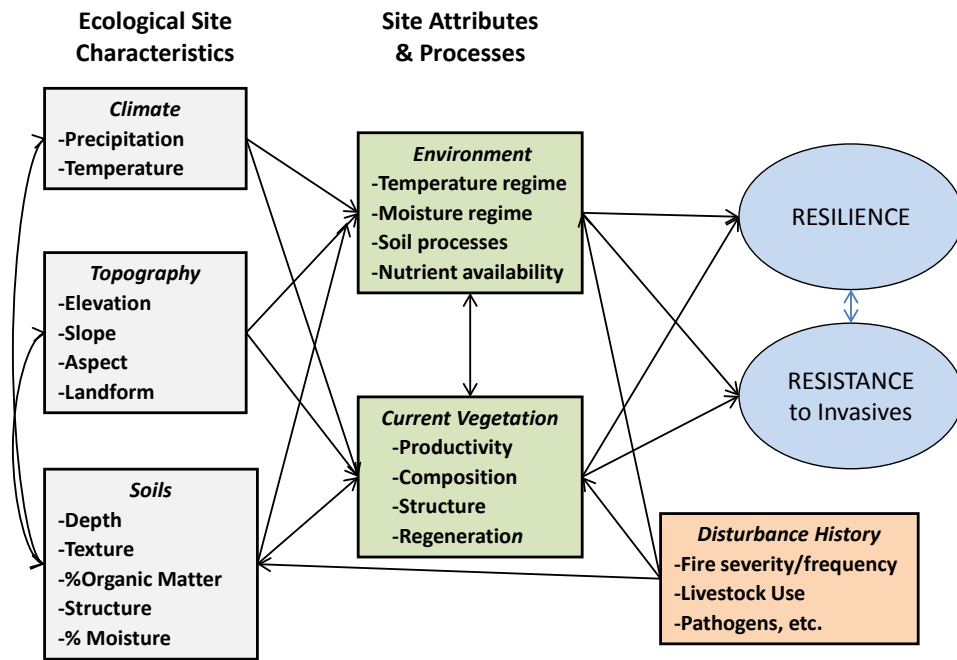 Ecological Site
Characteristics
Site Attributes
& Processes
Climate
-Precipitation
-Temperature
Topography
-Elevation
-Slope
-Aspect
-Landform
Soils
-Depth
-Texture
-%Organic Matter
-Structure
-% Moisture
Environment
-Temperature regime
-Moisture regime
-Soil processes
-Nutrient availability
Current Vegetation
-Productivity
-Composition
-Structure
-Regeneration
RESILIENCE
RESISTANCE
to Invasives
Disturbance History
-Fire severity/frequency
-Livestock Use
-Pathogens, etc.